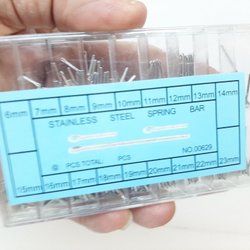 6mm 7mm 8mm 9mm 10mm 11mm 12mm 13mm 14mm
STAINLESS STEEL SPRING BAR
@ PCS TOTAL: PCS NO.00629
15mm 16mm 17mm 18mm 19mm 20mm 21mm 22mm 23mm